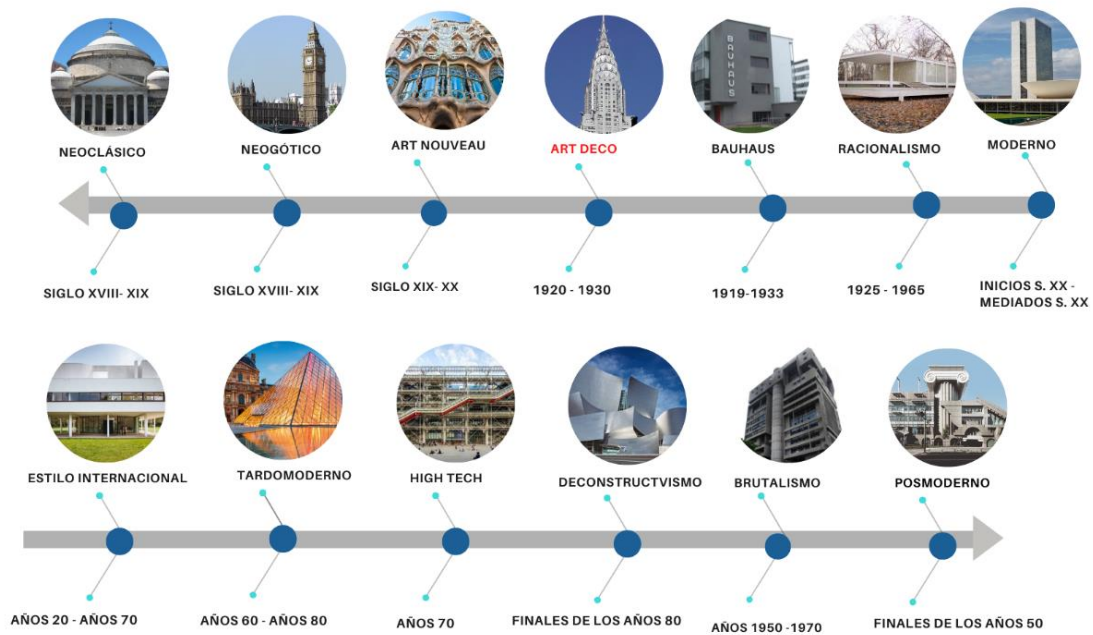 BAUHAUS
NEOCLÁSICO
NEOGÓTICO
ART NOUVEAU
ART DECO
BAUHAUS
RACIONALISMO
MODERNO
SIGLO XVIII- XIX
SIGLO XVIII- XIX
SIGLO XIX- XX
1920 - 1930
1919-1933
1925 - 1965
INICIOS S. XX -
MEDIADOS S. XX
ESTILO INTERNACIONAL
TARDOMODERNO
HIGH TECH
DECONSTRUCTVISMO
BRUTALISMO
POSMODERNO
AÑOS 20 - AÑOS 70
AÑOS 60 - AÑOS 80
AÑOS 70
FINALES DE LOS AÑOS 80
AÑOS 1950 -1970
FINALES DE LOS AÑOS 50